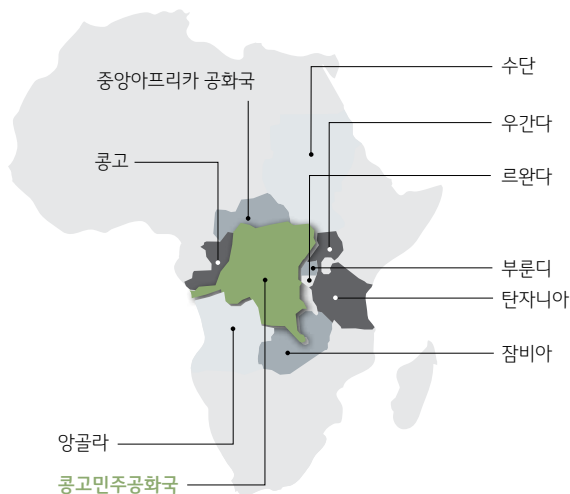 중앙아프리카 공화국
콩고
수단
우간다
르완다
부룬디
탄자니아
잠비아
앙골라
콩고민주공화국